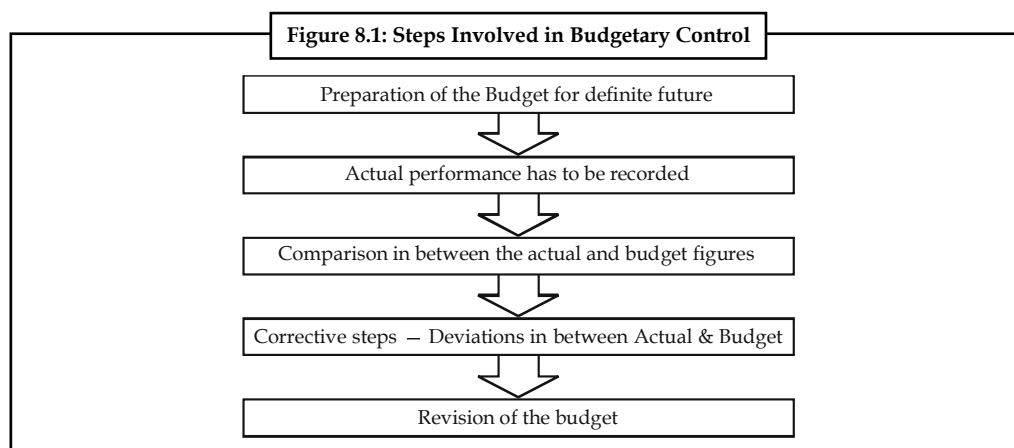 Figure 8.1: Steps Involved in Budgetary Control
Preparation of the Budget for definite future
Actual performance has to be recorded
Comparison in between the actual and budget figures
Corrective steps – Deviations in between Actual & Budget
Revision of the budget